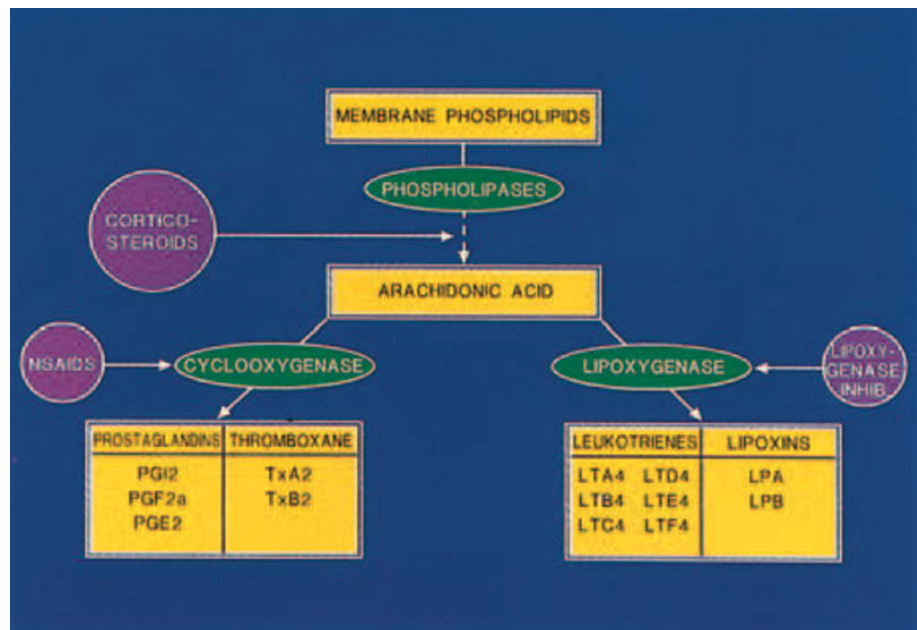 MEMBRANE PHOSPHOLIPIDS
PHOSPHOLIPASES
CORTICO-
STEROIDS
ARACHIDONIC ACID
NSAIDS
CYCLOOXYGENASE
LIPOXYGENASE
LIPOXY-
GENASE
INHIB.
PROSTAGLANDINS THROMBOXANE
PGI2 TxA2
PGF2a TxB2
PGE2
LEUKOTRIENES LIPOXINS
LTA4 LTD4 LPA
LTB4 LTE4 LPB
LTC4 LTF4